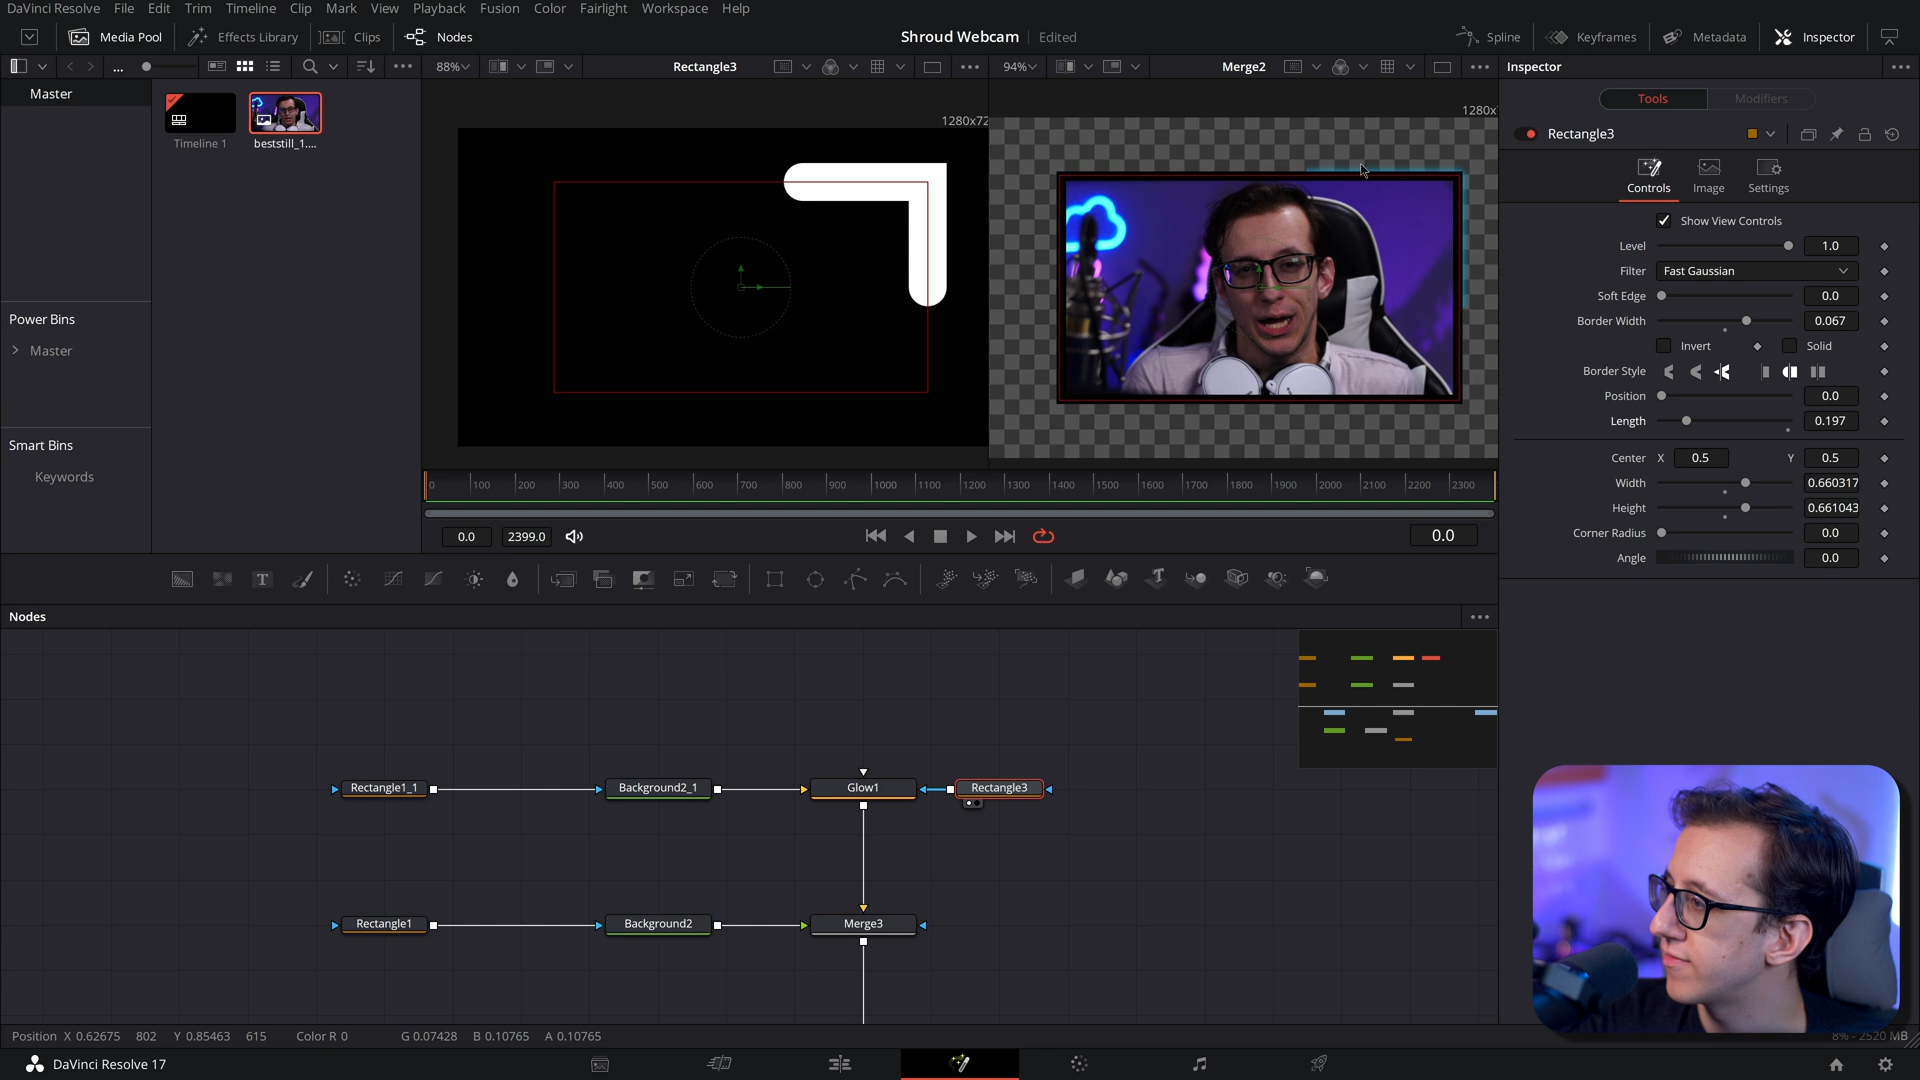 DaVinci Resolve File Edit Trim Timeline Clip Mark View Playback Fusion Color Fairlight Workspace Help
Media Pool Effects Library Clips Nodes Shroud Webcam Edited Spline Keyframes Metadata Inspector
... 88% Rectangle3 ... 94% Merge2 ... Inspector
Master
Timeline 1
beststill_1....
Power Bins
Master
Smart Bins
Keywords
1280x72
1280x7
Tools Modifiers
Rectangle3
Controls Image Settings
Show View Controls
Level 1.0
Filter Fast Gaussian
Soft Edge 0.0
Border Width 0.067
Invert Solid
Border Style
Position 0.0
Length 0.197
Center X 0.5 Y 0.5
Width 0.660317
Height 0.661043
Corner Radius 0.0
Angle 0.0
0 100 200 300 400 500 600 700 800 900 1000 1100 1200 1300 1400 1500 1600 1700 1800 1900 2000 2100 2200 2300
0.0 2399.0 0.0
Nodes
Rectangle1_1 Background2_1 Glow1 Rectangle3
Rectangle1 Background2 Merge3
Position X 0.62675 802 Y 0.85463 615 Color R 0 G 0.07428 B 0.10765 A 0.10765
8% - 2520 MB
DaVinci Resolve 17